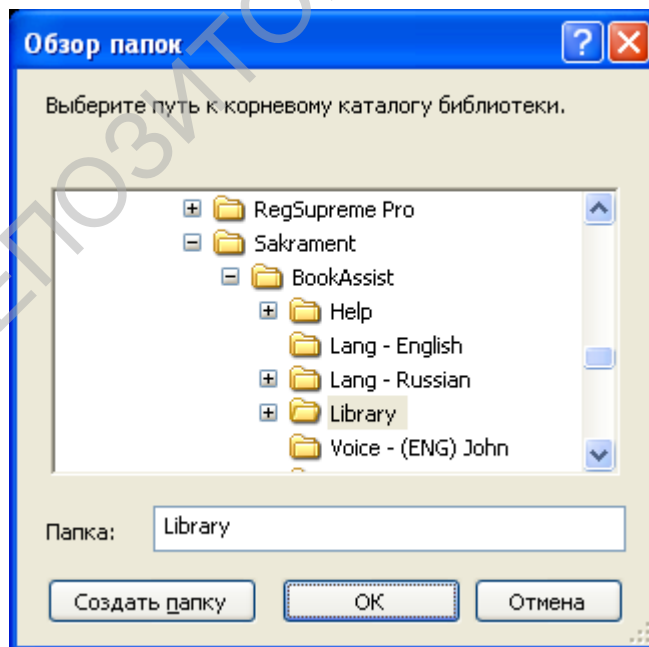 Обзор папок
Выберите путь к корневому каталогу библиотеки.
RegSupreme Pro
Sakrament
BookAssist
Help
Lang - English
Lang - Russian
Library
Voice - (ENG) John
Папка: Library
Создать папку ОК Отмена